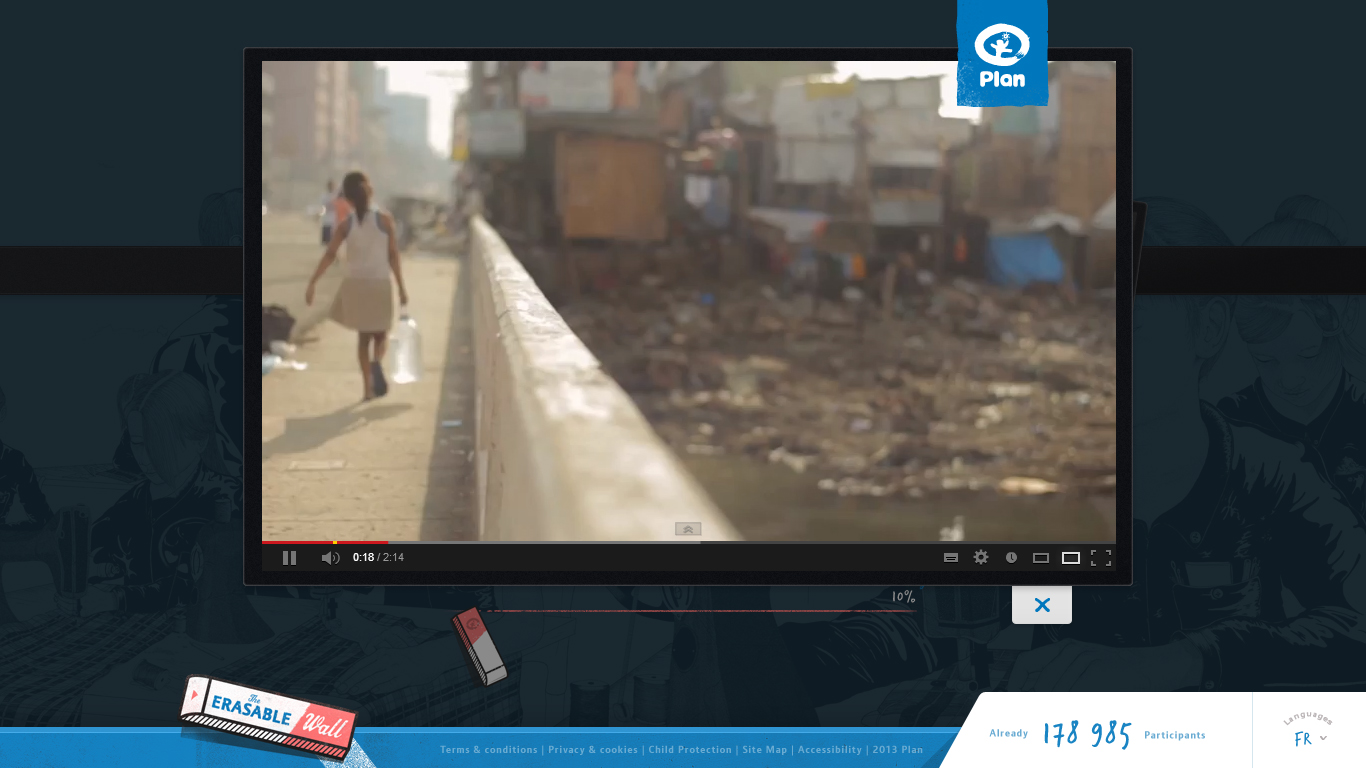 Plan
0:18 / 2:14
10%
The
ERASABLE Wall
Terms & conditions | Privacy & cookies | Child Protection | Site Map | Accessibility | 2013 Plan
Already 178 985 Participants
Languages
FR